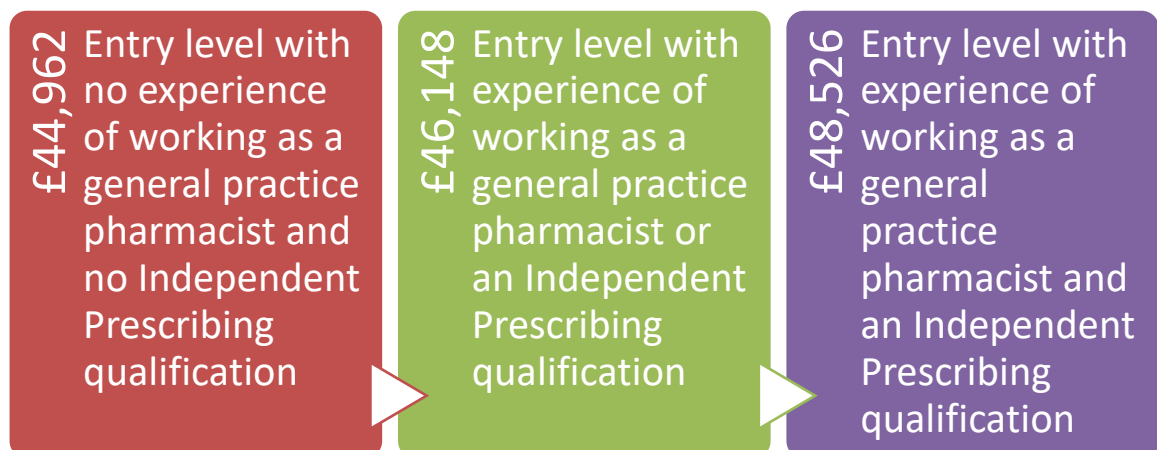 £44,962
Entry level with
no experience
of working as a
general practice
pharmacist and
no Independent
Prescribing
qualification
£46,148
Entry level with
experience of
working as a
general practice
pharmacist or
an Independent
Prescribing
qualification
£48,526
Entry level with
experience of
working as a
general
practice
pharmacist and
an Independent
Prescribing
qualification